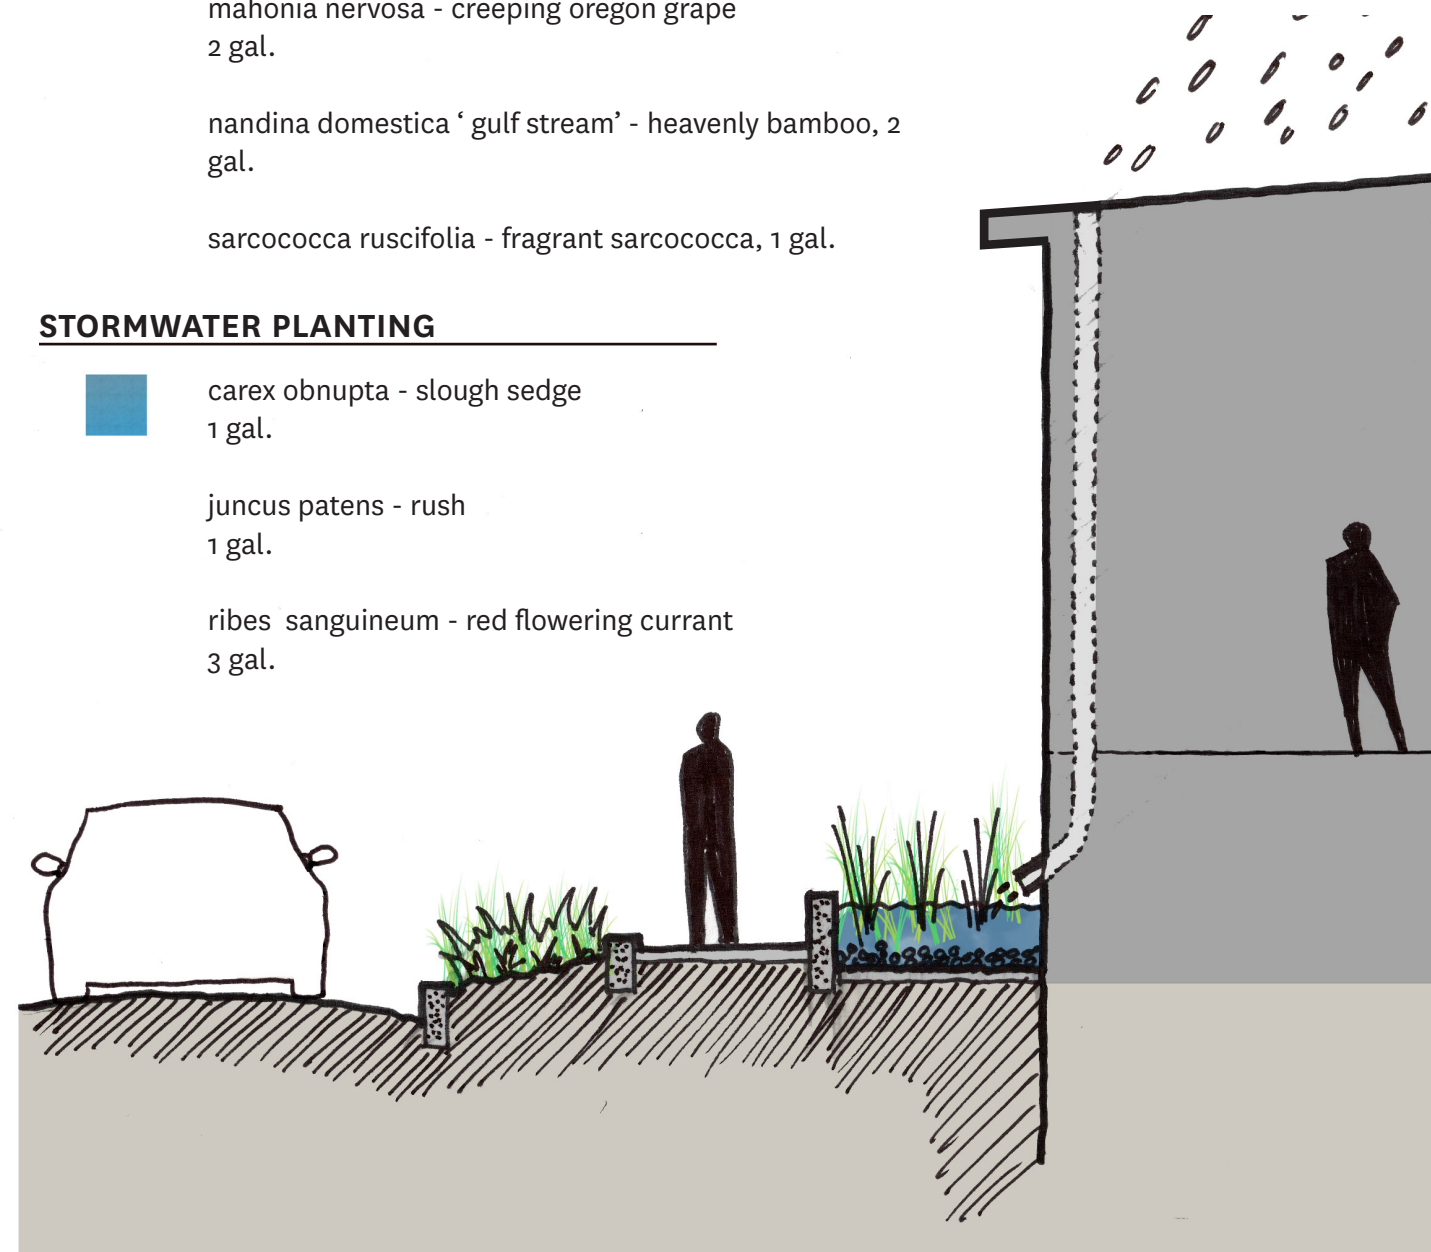 mahonia nervosa - creeping oregon grape
2 gal.
nandina domestica ‘ gulf stream’ - heavenly bamboo, 2
gal.
sarcococca ruscifolia - fragrant sarcococca, 1 gal.
STORMWATER PLANTING
carex obnupta - slough sedge
1 gal.
juncus patens - rush
1 gal.
ribes  sanguineum - red flowering currant
3 gal.